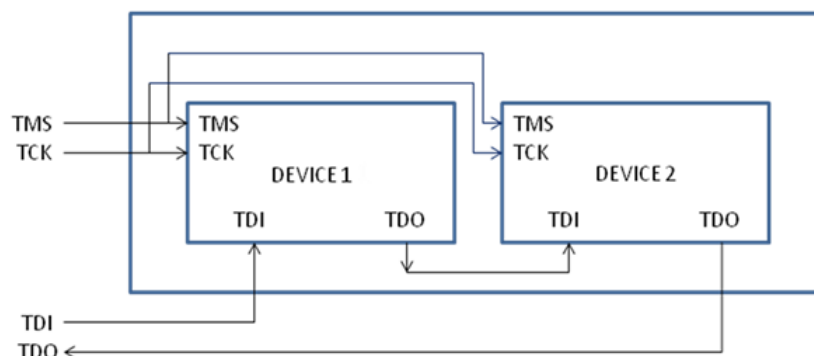 TMS
TCK
TMS
TCK
DEVICE 1
TDI
TDO
TMS
TCK
DEVICE 2
TDI
TDO
TDI
TDO